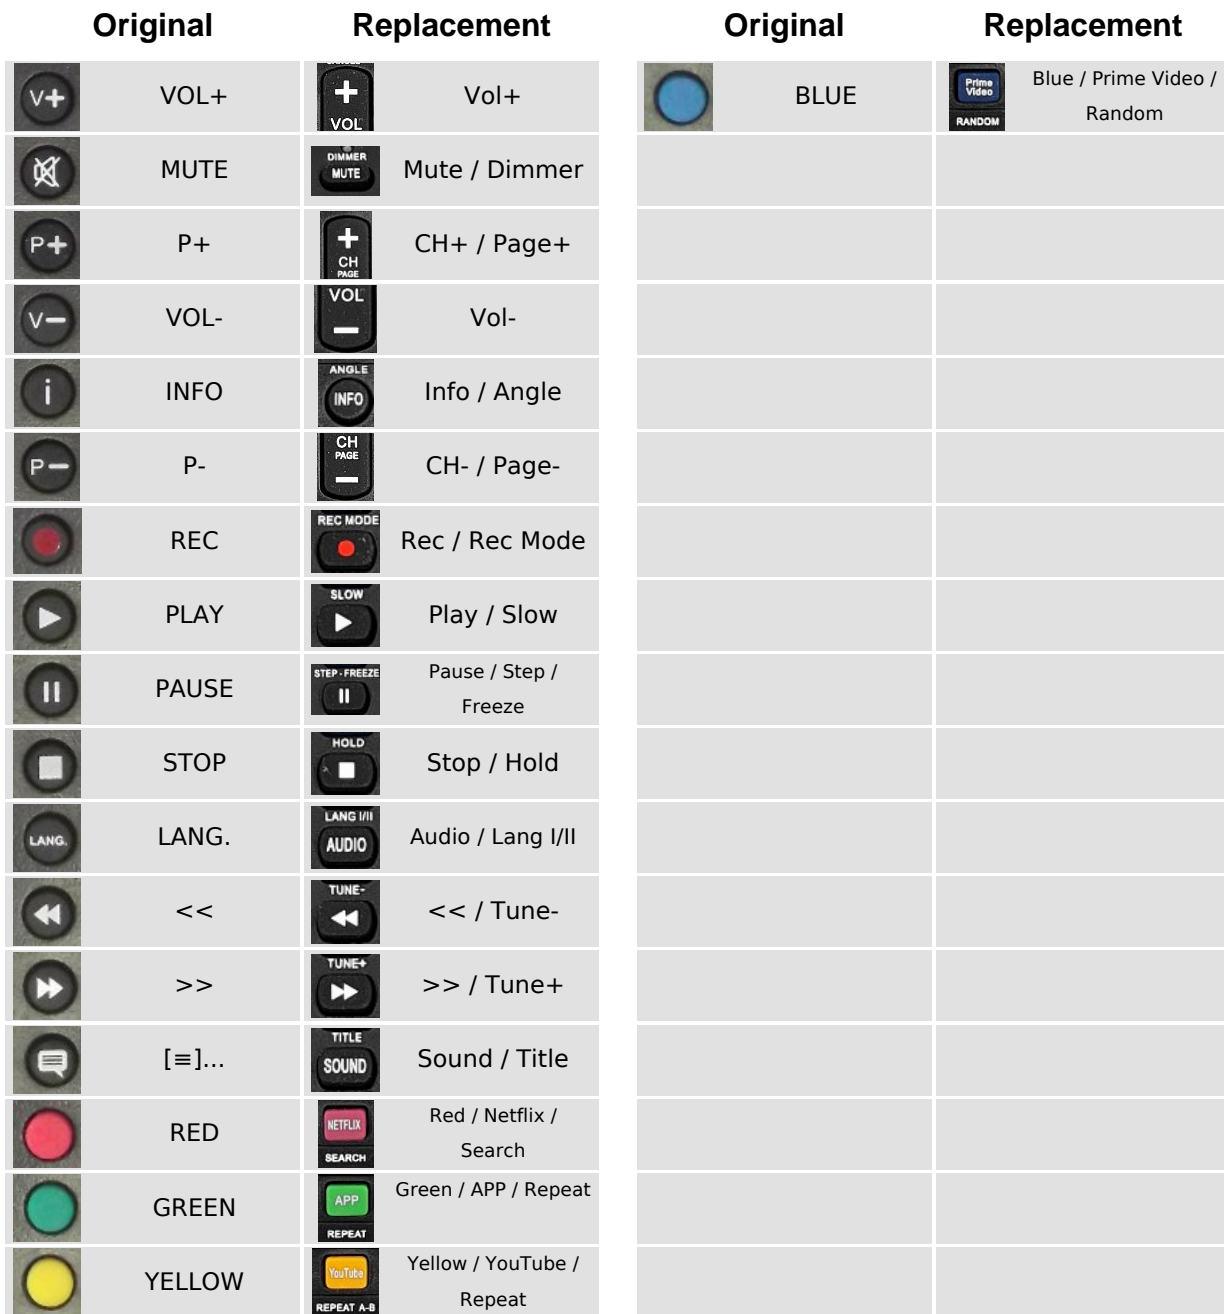 Original Replacement Original Replacement
V+ VOL+ + VOL Vol+ BLUE Prime Video RANDOM Blue / Prime Video / Random
MUTE DIMMER MUTE Mute / Dimmer
P+ P+ + CH PAGE CH+ / Page+
V- VOL- VOL - Vol-
i INFO ANGLE INFO Info / Angle
P- P- CH PAGE - CH- / Page-
REC REC MODE Rec / Rec Mode
PLAY SLOW Play / Slow
PAUSE STEP-FREEZE Pause / Step / Freeze
STOP HOLD Stop / Hold
LANG. LANG. LANG I/II AUDIO Audio / Lang I/II
<< TUNE- << / Tune-
>> TUNE+ >> / Tune+
[≡]... TITLE SOUND Sound / Title
RED NETFLIX SEARCH Red / Netflix / Search
GREEN APP REPEAT Green / APP / Repeat
YELLOW YouTube REPEAT A-B Yellow / YouTube / Repeat